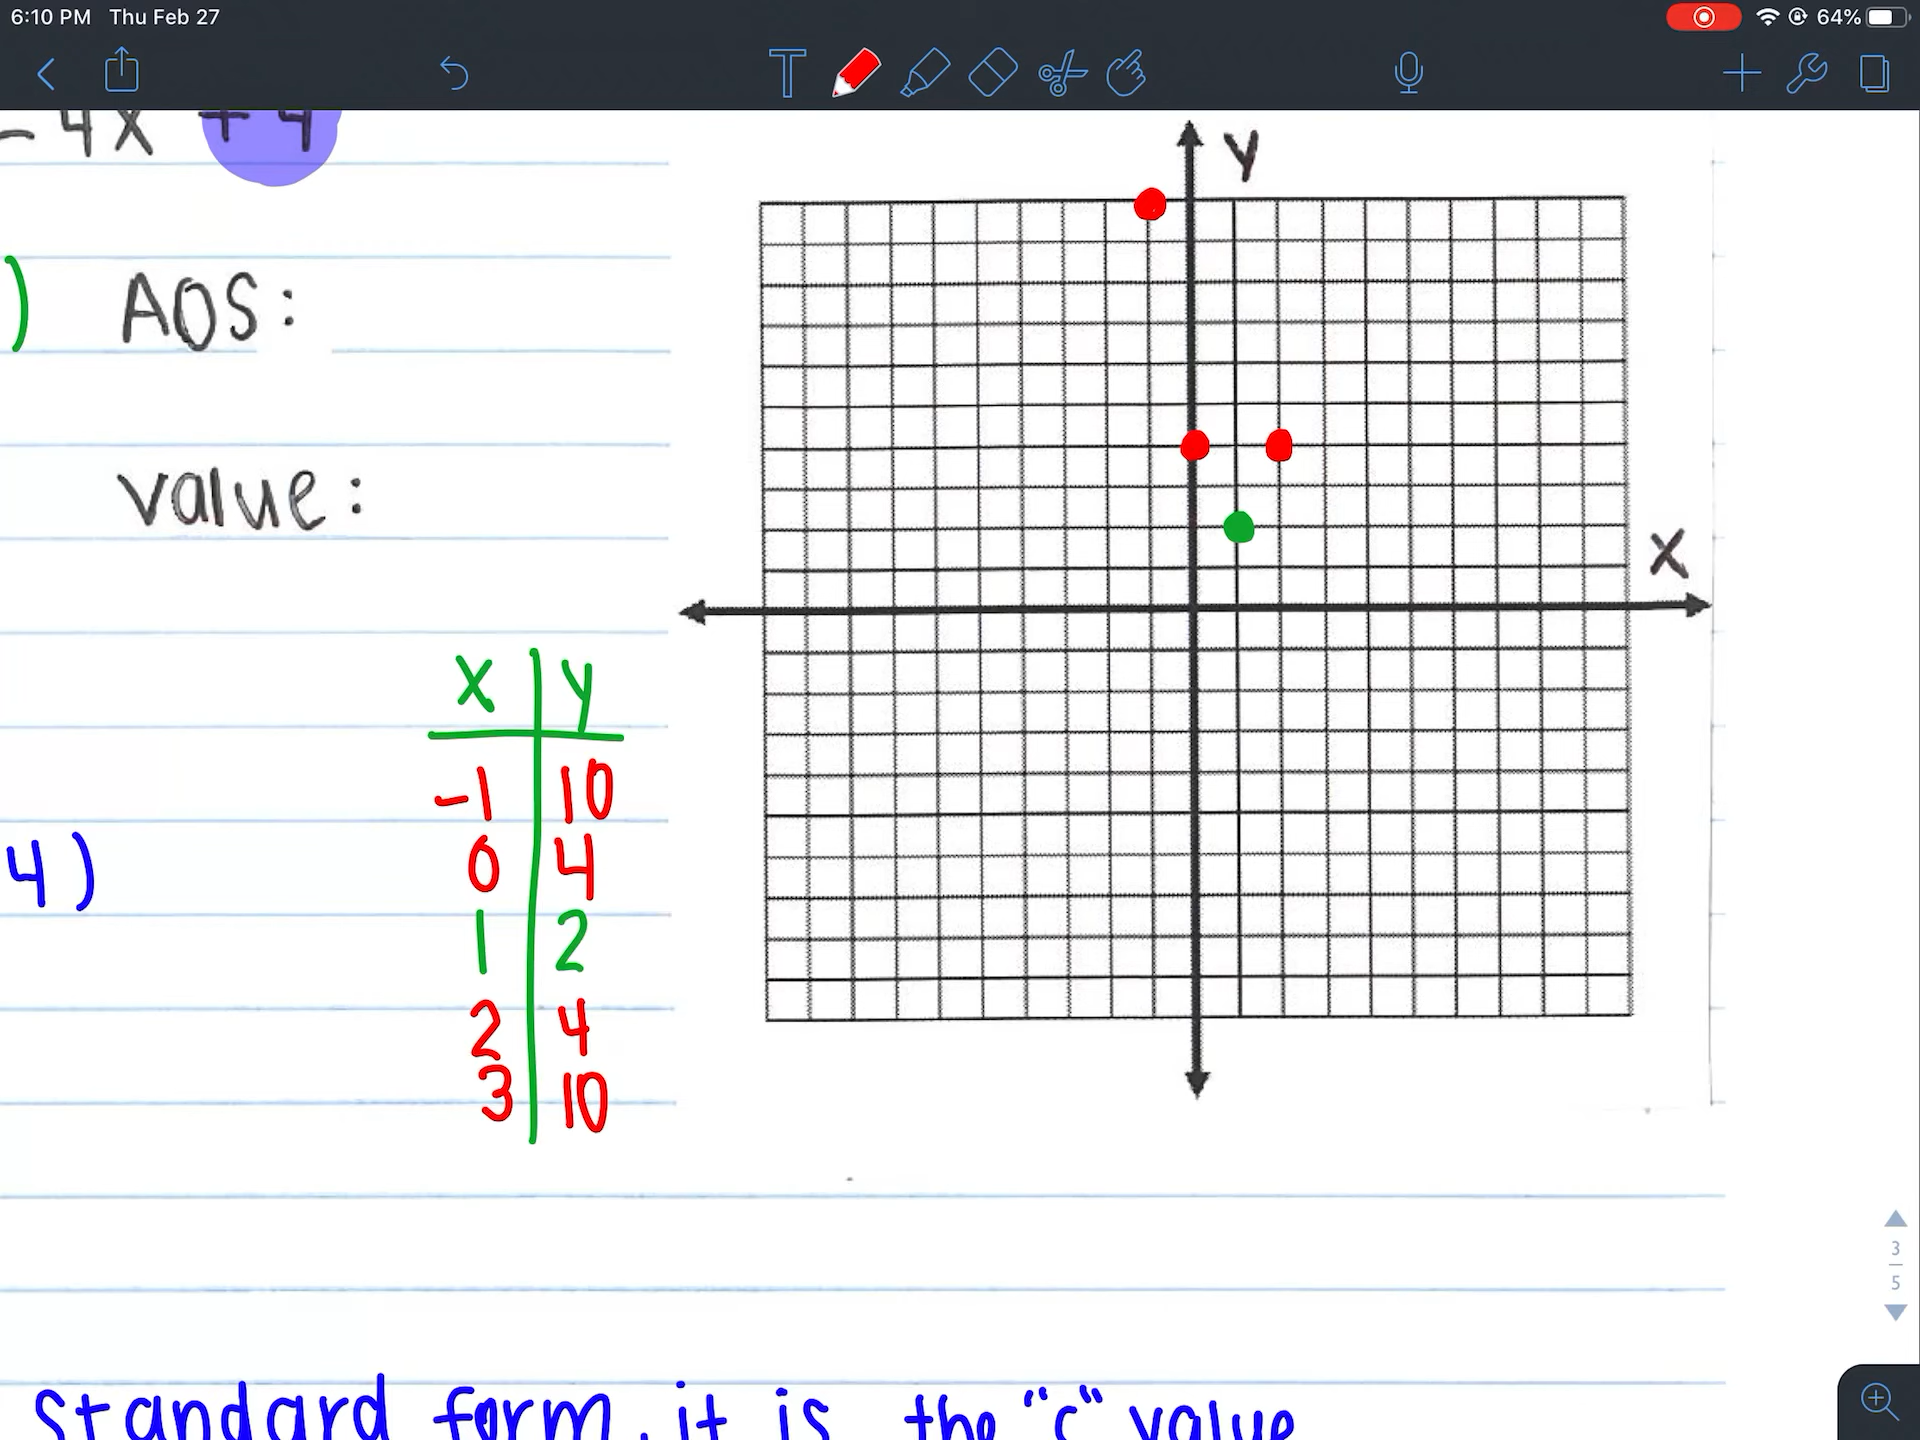 6:10 PM Thu Feb 27
64%
T
- 4x + 4
y
) AOS:
value:
x
x y
-1 10
0 4
4)
1 2
2 4
3 10
3
5
standard form, it is the "c" value